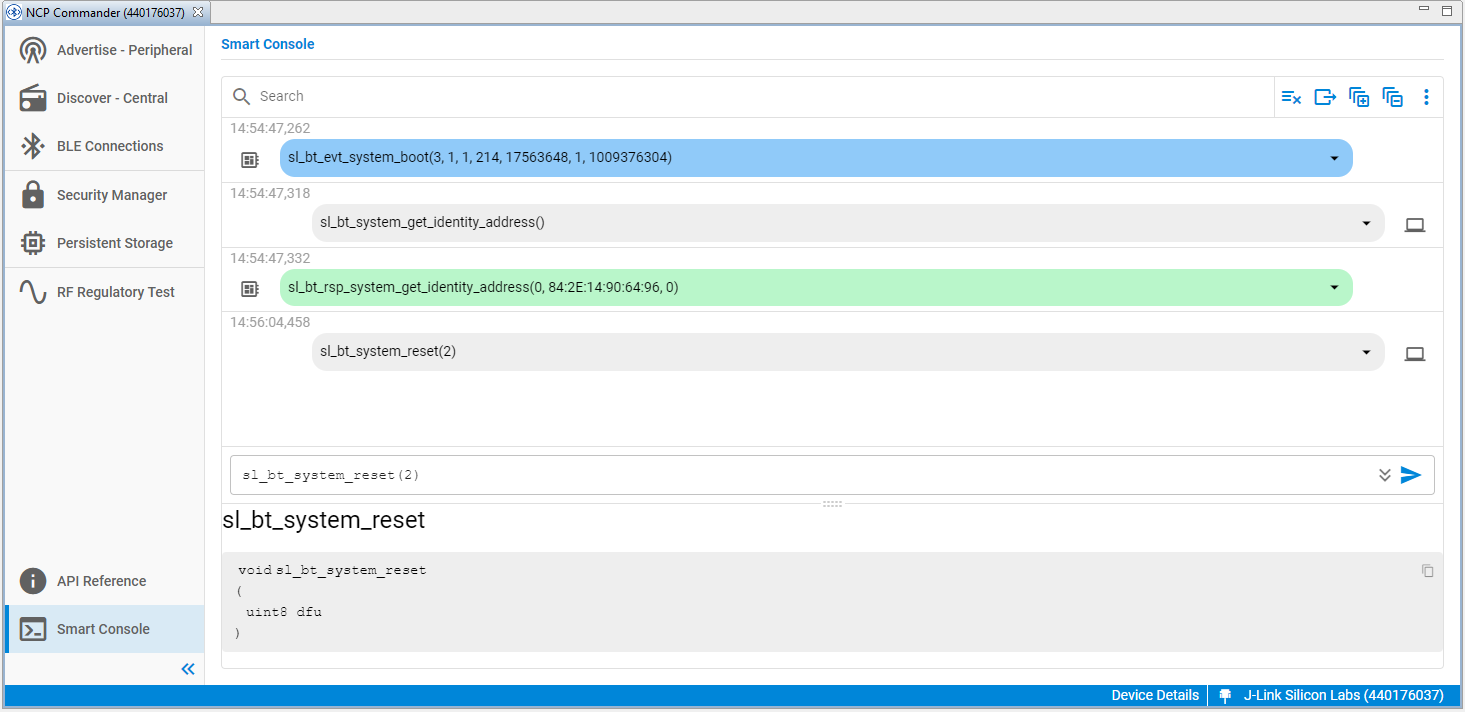 NCP Commander (440176037)
Advertise - Peripheral
Discover - Central
BLE Connections
Security Manager
Persistent Storage
RF Regulatory Test
API Reference
Smart Console
Smart Console
Search
14:54:47,262
sl_bt_evt_system_boot(3, 1, 1, 214, 17563648, 1, 1009376304)
14:54:47,318
sl_bt_system_get_identity_address()
14:54:47,332
sl_bt_rsp_system_get_identity_address(0, 84:2E:14:90:64:96, 0)
14:56:04,458
sl_bt_system_reset(2)
sl_bt_system_reset(2)
sl_bt_system_reset
void sl_bt_system_reset
(
uint8 dfu
)
Device Details
J-Link Silicon Labs (440176037)